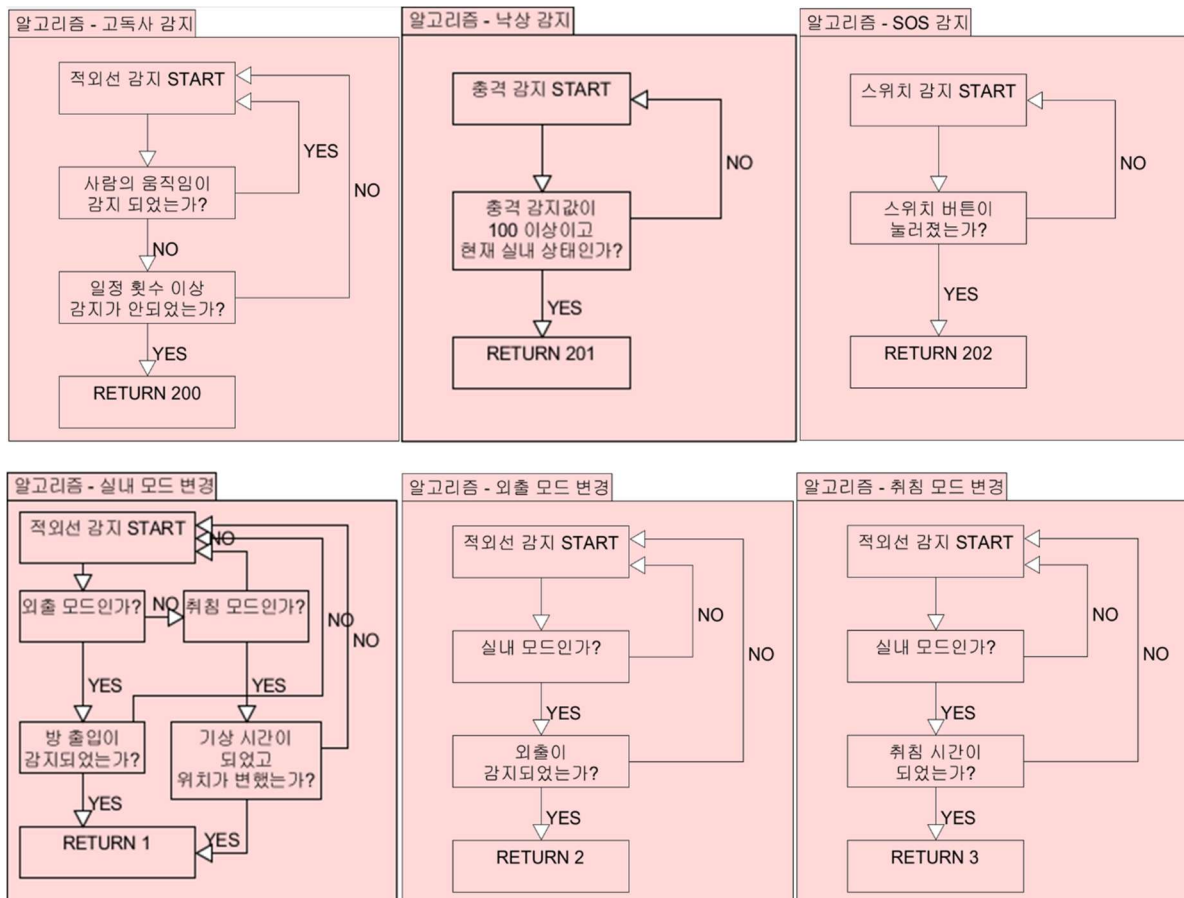 알고리즘 - 고독사 감지
적외선 감지 START
YES
NO
사람의 움직임이
감지 되었는가?
NO
일정 횟수 이상
감지가 안되었는가?
YES
RETURN 200
알고리즘 - 낙상 감지
충격 감지 START
NO
충격 감지값이
100 이상이고
현재 실내 상태인가?
YES
RETURN 201
알고리즘 - SOS 감지
스위치 감지 START
NO
스위치 버튼이
눌러졌는가?
YES
RETURN 202
알고리즘 - 실내 모드 변경
적외선 감지 START
NO
외출 모드인가?
NO
취침 모드인가?
NO
NO
YES
YES
방 출입이
감지되었는가?
기상 시간이
되었고
위치가 변했는가?
YES
YES
RETURN 1
알고리즘 - 외출 모드 변경
적외선 감지 START
NO
NO
실내 모드인가?
YES
외출이
감지되었는가?
YES
RETURN 2
알고리즘 - 취침 모드 변경
적외선 감지 START
NO
NO
실내 모드인가?
YES
취침 시간이
되었는가?
YES
RETURN 3